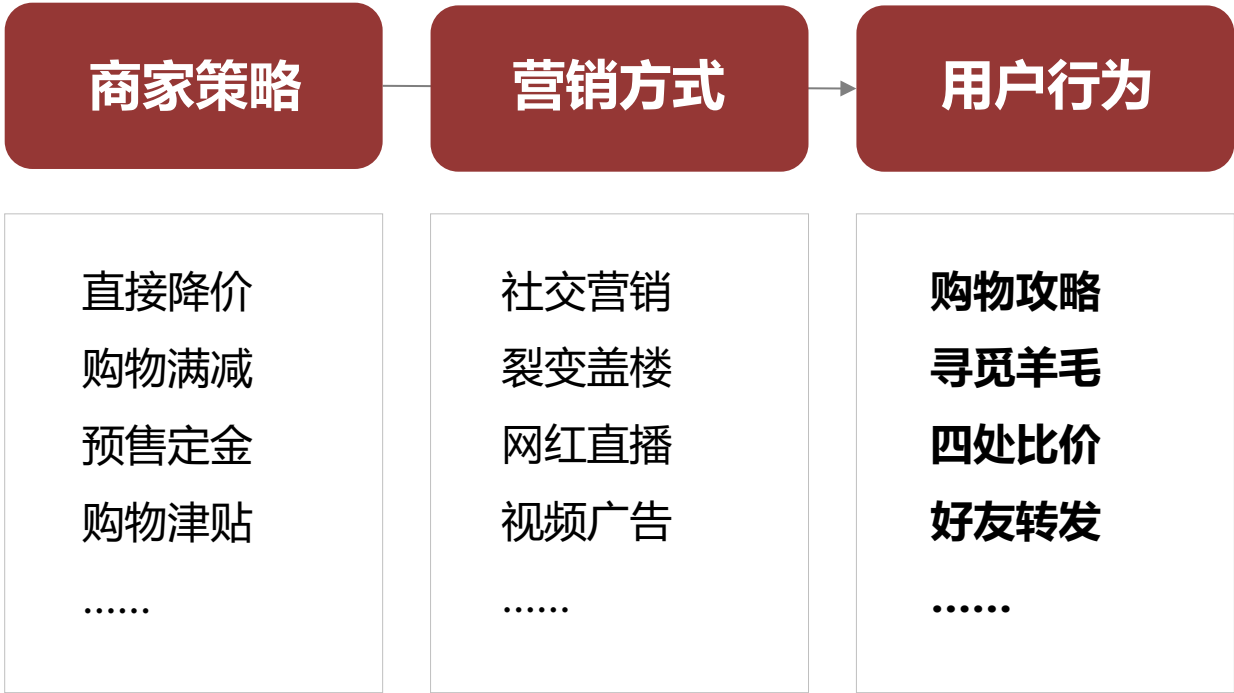 商家策略
营销方式
用户行为
直接降价
购物满减
预售定金
购物津贴
……
社交营销
裂变盖楼
网红直播
视频广告
……
购物攻略
寻觅羊毛
四处比价
好友转发
……